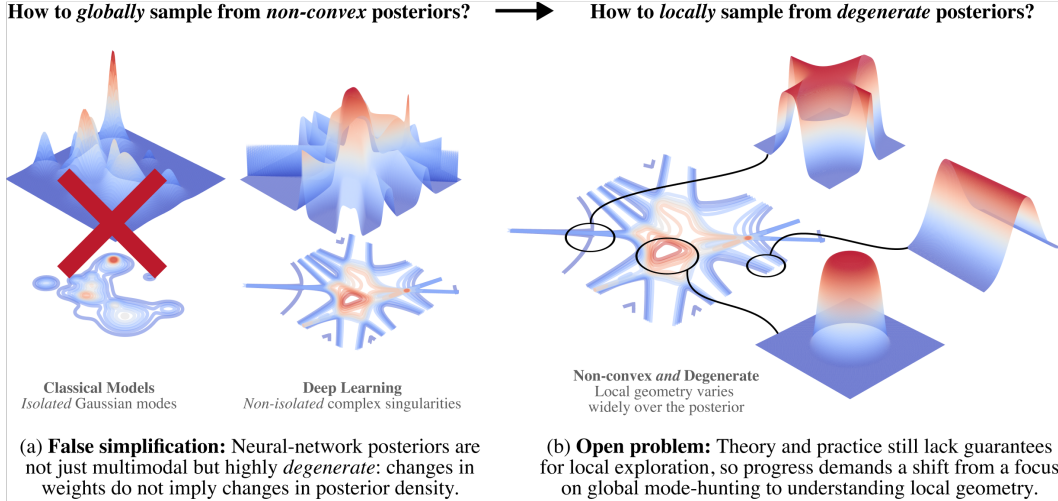 How to globally sample from non-convex posteriors?
How to locally sample from degenerate posteriors?
Classical Models
Isolated Gaussian modes
Deep Learning
Non-isolated complex singularities
Non-convex and Degenerate
Local geometry varies
widely over the posterior
(a) False simplification: Neural-network posteriors are
not just multimodal but highly degenerate: changes in
weights do not imply changes in posterior density.
(b) Open problem: Theory and practice still lack guarantees
for local exploration, so progress demands a shift from a focus
on global mode-hunting to understanding local geometry.